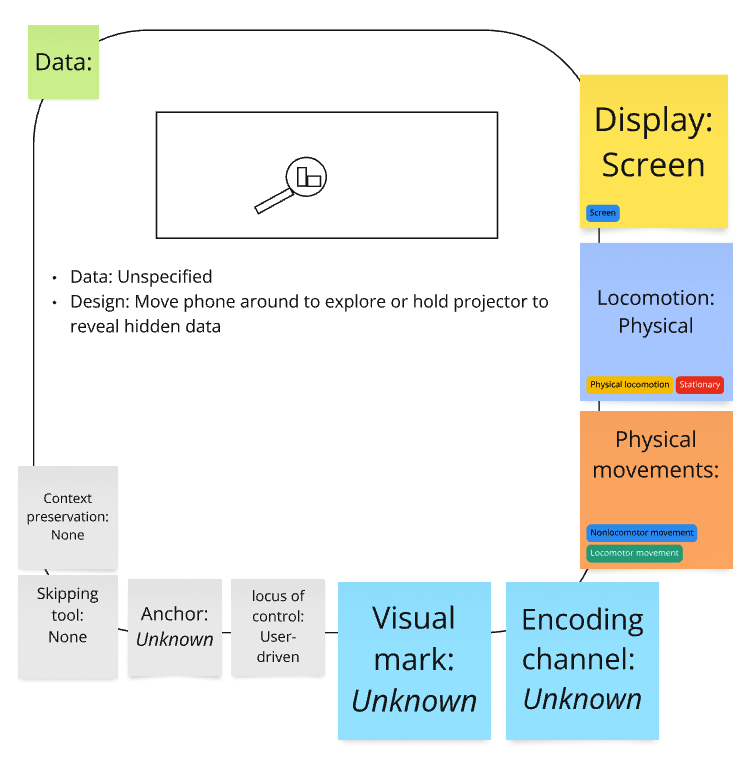 Data:
Display:
Screen
Screen
• Data: Unspecified
• Design: Move phone around to explore or hold projector to
reveal hidden data
Locomotion:
Physical
Physical locomotion Stationary
Physical
movements:
Nonlocomotor movement
Locomotor movement
Context
preservation:
None
Skipping
tool:
None
Anchor:
Unknown
locus of
control:
User-
driven
Visual
mark:
Unknown
Encoding
channel:
Unknown